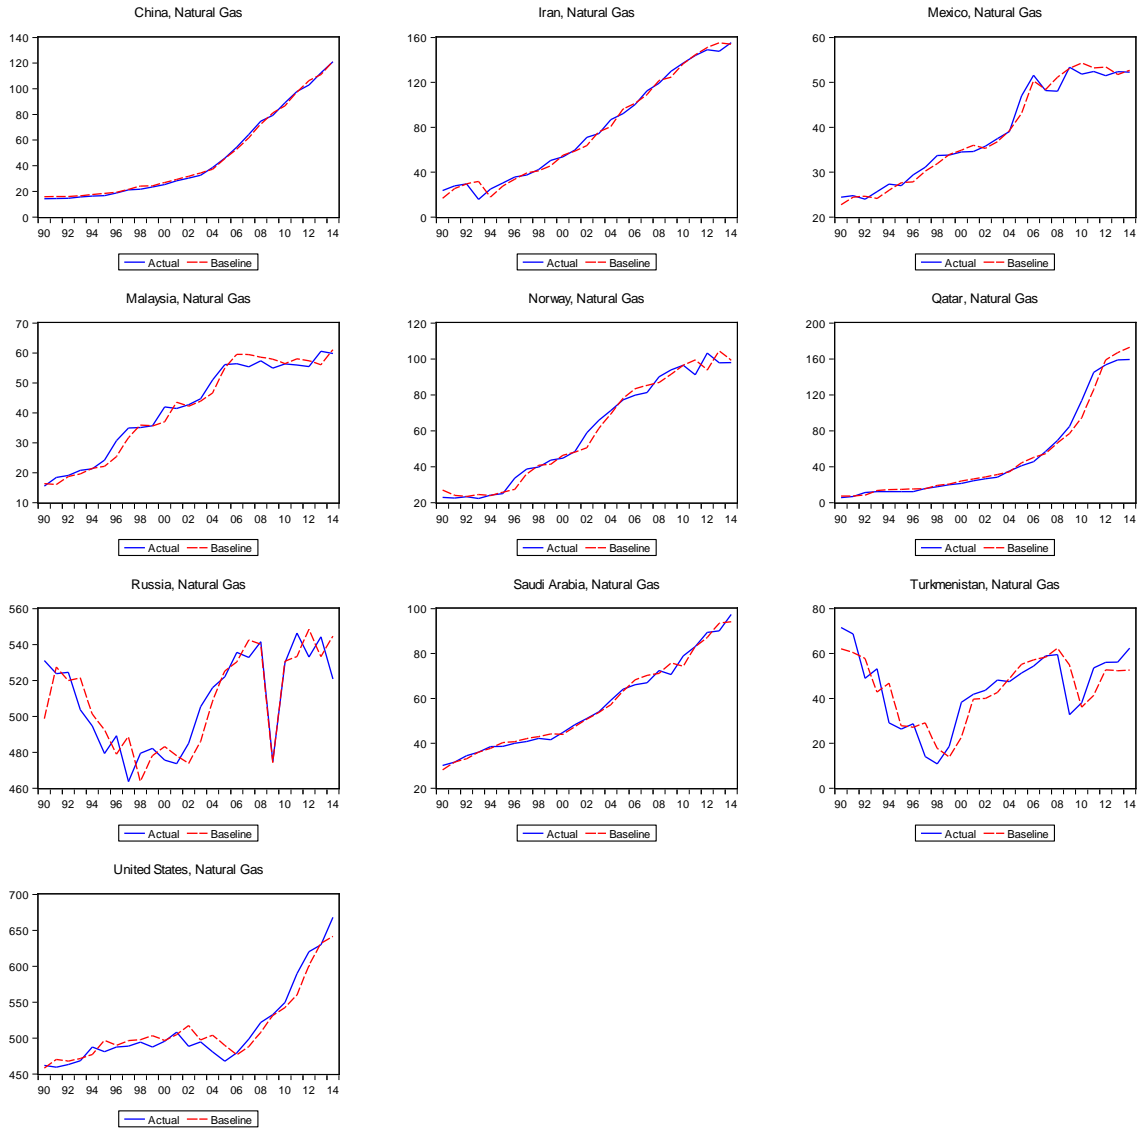 China, Natural Gas
140
120
100
80
60
40
20
0
90 92 94 96 98 00 02 04 06 08 10 12 14
Actual Baseline
Iran, Natural Gas
160
120
80
40
0
90 92 94 96 98 00 02 04 06 08 10 12 14
Actual Baseline
Mexico, Natural Gas
60
50
40
30
20
90 92 94 96 98 00 02 04 06 08 10 12 14
Actual Baseline
Malaysia, Natural Gas
70
60
50
40
30
20
10
90 92 94 96 98 00 02 04 06 08 10 12 14
Actual Baseline
Norway, Natural Gas
120
100
80
60
40
20
90 92 94 96 98 00 02 04 06 08 10 12 14
Actual Baseline
Qatar, Natural Gas
200
160
120
80
40
0
90 92 94 96 98 00 02 04 06 08 10 12 14
Actual Baseline
Russia, Natural Gas
560
540
520
500
480
460
90 92 94 96 98 00 02 04 06 08 10 12 14
Actual Baseline
Saudi Arabia, Natural Gas
100
80
60
40
20
90 92 94 96 98 00 02 04 06 08 10 12 14
Actual Baseline
Turkmenistan, Natural Gas
80
60
40
20
0
90 92 94 96 98 00 02 04 06 08 10 12 14
Actual Baseline
United States, Natural Gas
700
650
600
550
500
450
90 92 94 96 98 00 02 04 06 08 10 12 14
Actual Baseline